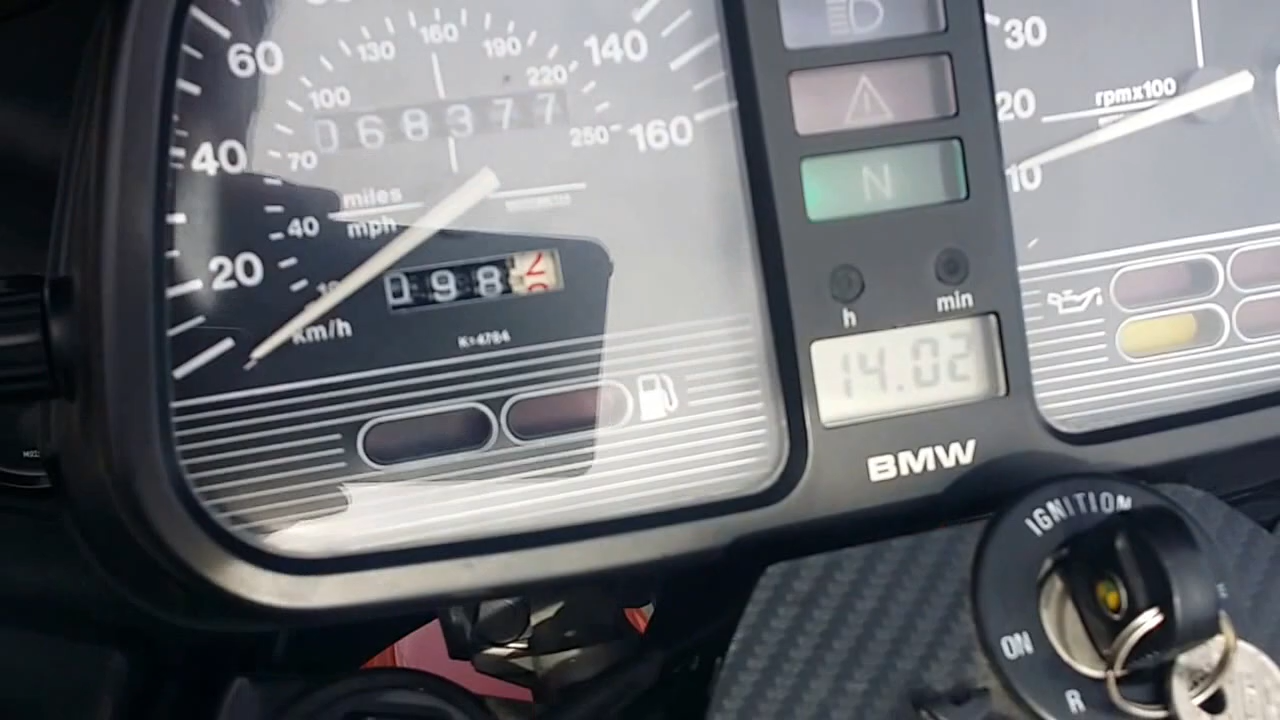 60
130
160
190
140
220
100
068377
250
160
40
70
miles
mph
40
20
098 2
km/h
K=4784
N
h
min
14.02
BMW
30
20
rpmx100
10
IGNITION
ON
R